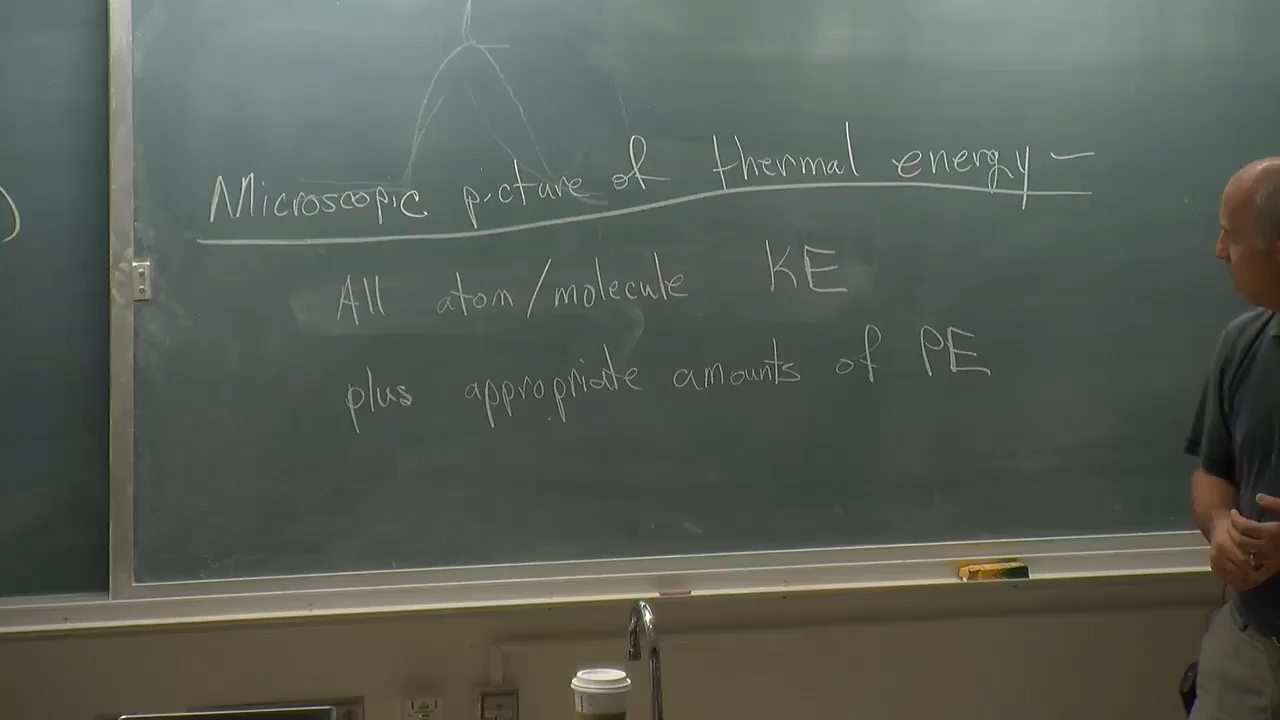 Microscopic picture of thermal energy -
All atom/molecule KE
plus appropriate amounts of PE